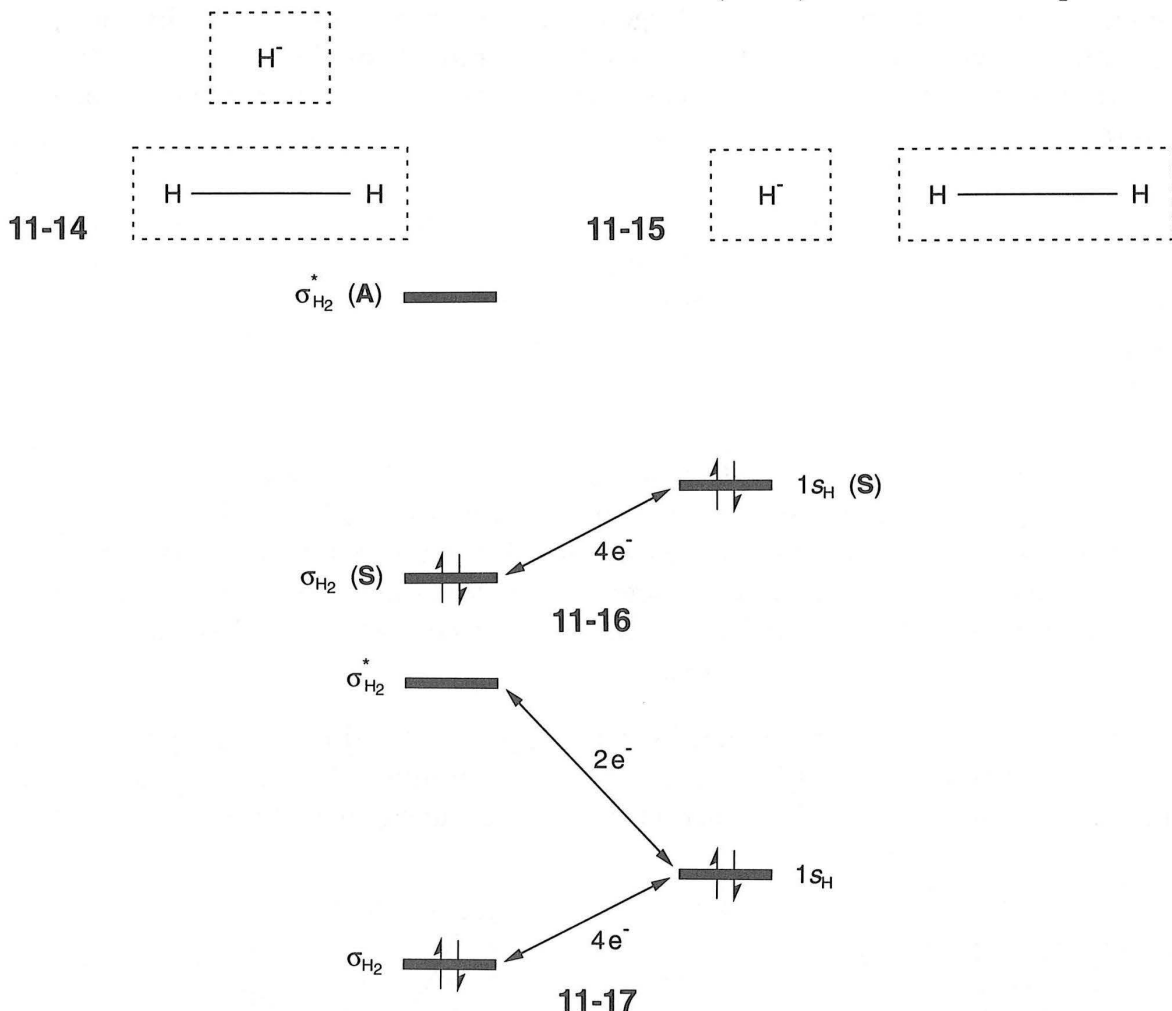 H⁻
H H
11-14
H⁻
H H
11-15
σ*H₂ (A)
1sH (S)
4e⁻
σH₂ (S)
11-16
σ*H₂
2e⁻
1sH
4e⁻
σH₂
11-17